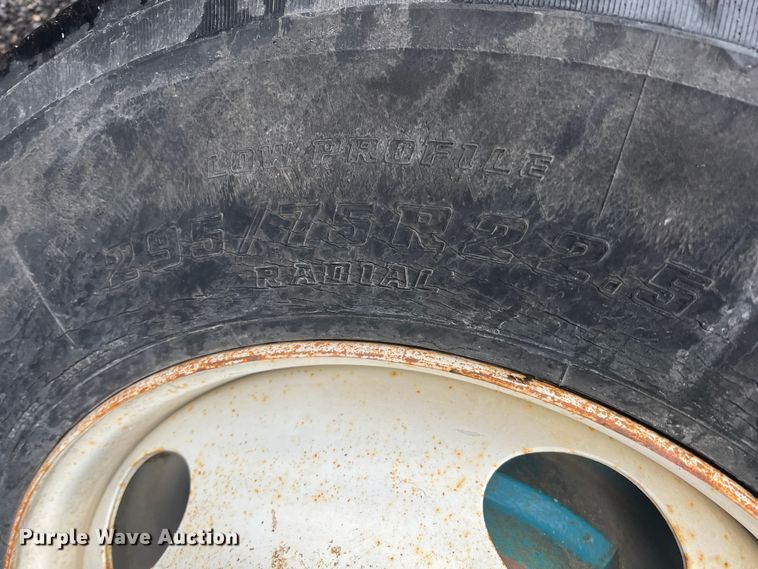 LOW PROFILE
295/75R22.5
RADIAL
Purple Wave Auction